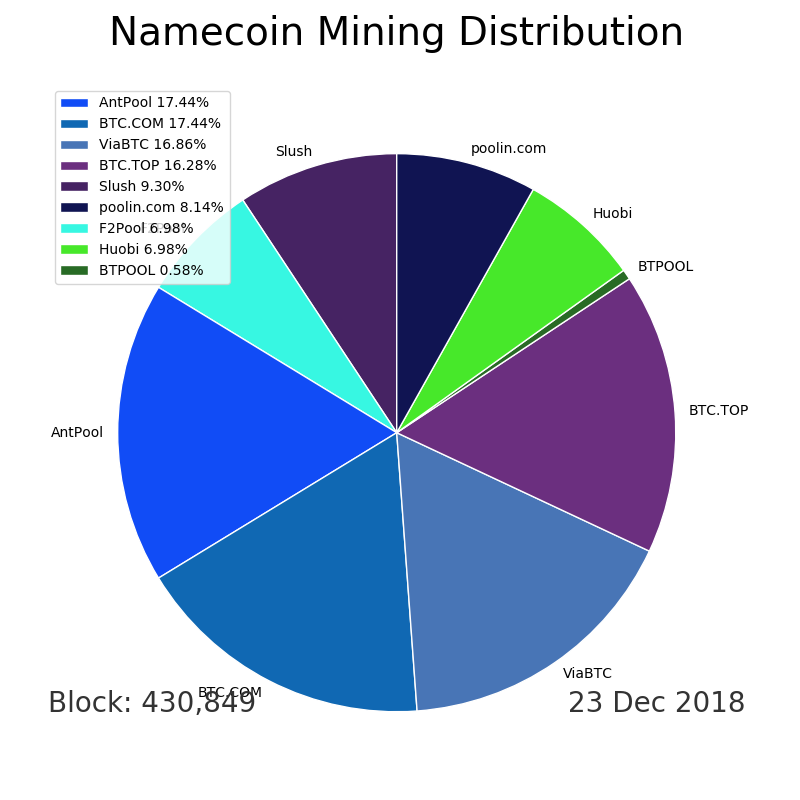 Namecoin Mining Distribution
AntPool 17.44%
BTC.COM 17.44%
ViaBTC 16.86%
BTC.TOP 16.28%
Slush 9.30%
poolin.com 8.14%
F2Pool 6.98%
Huobi 6.98%
BTPOOL 0.58%
Slush
poolin.com
Huobi
BTPOOL
BTC.TOP
AntPool
ViaBTC
BTC.COM
Block: 430,849
23 Dec 2018